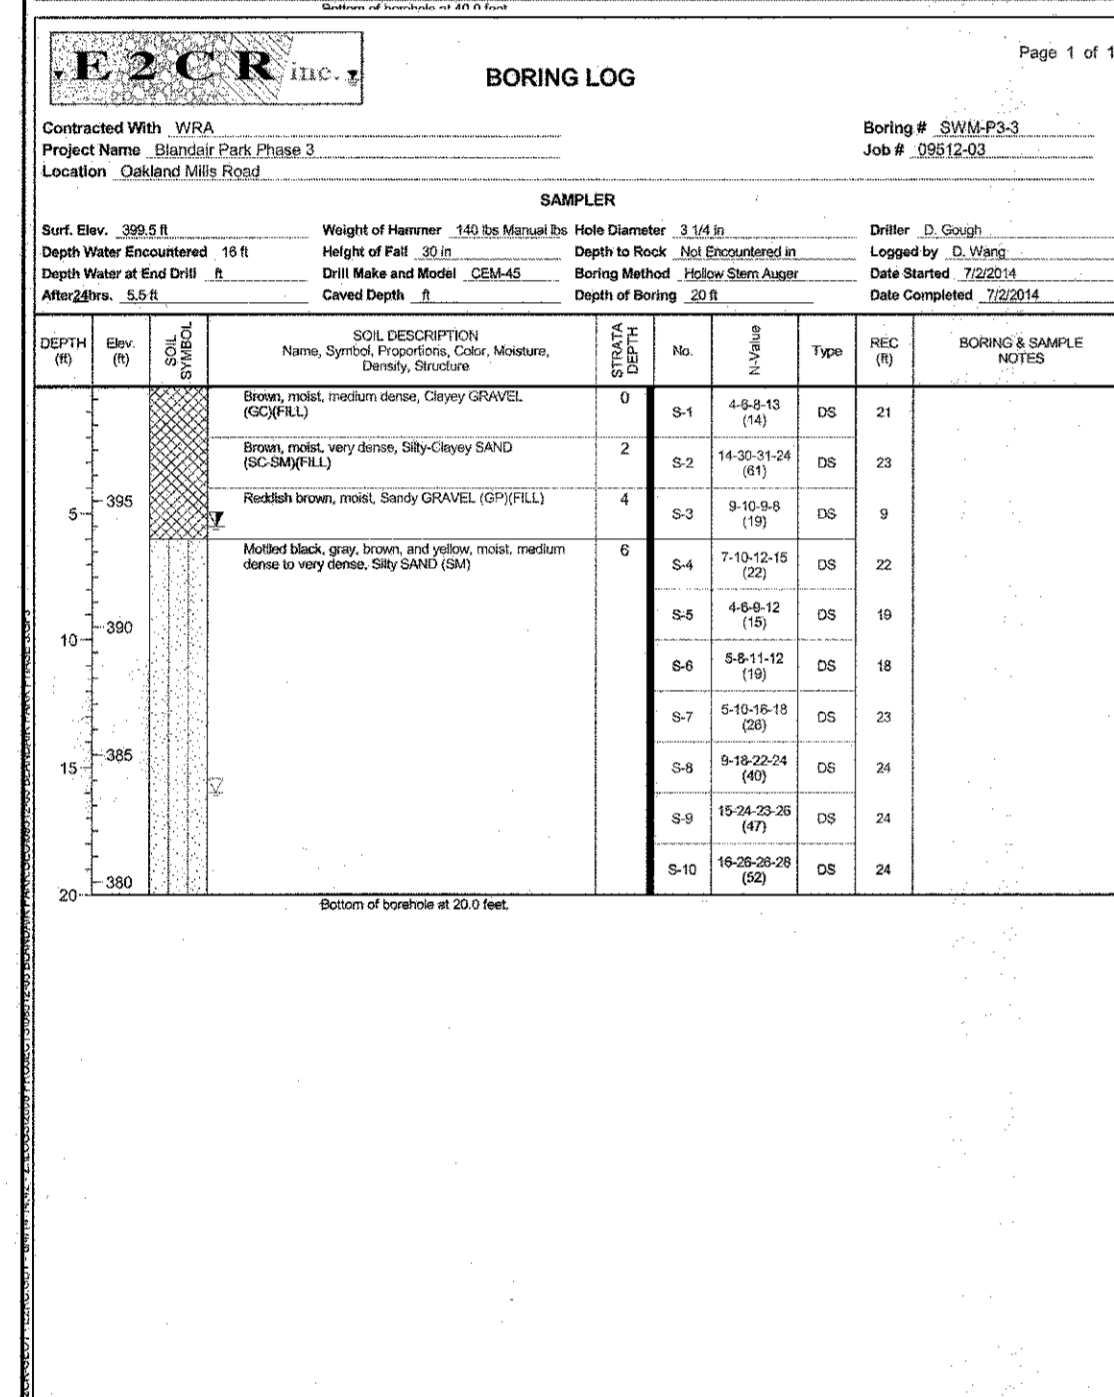 Bottom of borehole at 40.0 feet.
E2CR inc.
BORING LOG
Page 1 of 1
Contracted With WRA
Boring # SWM-P3-3
Project Name Blandair Park Phase 3
Job # 09512-03
Location Oakland Mills Road
SAMPLER
Surf. Elev. 399.5 ft Weight of Hammer 140 lbs Manual lbs Hole Diameter 3 1/4 in Driller D. Gough
Depth Water Encountered 16 ft Height of Fall 30 in Depth to Rock Not Encountered in Logged by D. Wang
Depth Water at End Drill ft Drill Make and Model CEM-45 Boring Method Hollow Stem Auger Date Started 7/2/2014
After 24hrs. 5.5 ft Caved Depth ft Depth of Boring 20 ft Date Completed 7/2/2014
DEPTH (ft) Elev. (ft) SOIL SYMBOL SOIL DESCRIPTION Name, Symbol, Proportions, Color, Moisture, Density, Structure STRATA DEPTH No. N-Value Type REC (ft) BORING & SAMPLE NOTES
Brown, moist, medium dense, Clayey GRAVEL 0
(GC)(FILL) S-1 4-6-8-13 (14) DS 21
Brown, moist, very dense, Silty-Clayey SAND 2
(SC-SM)(FILL) S-2 14-30-31-24 (61) DS 23
395 Reddish brown, moist, Sandy GRAVEL (GP)(FILL) 4
5 S-3 9-10-9-8 (19) DS 9
Mottled black, gray, brown, and yellow, moist, medium 6
dense to very dense, Silty SAND (SM) S-4 7-10-12-15 (22) DS 22
S-5 4-6-9-12 (15) DS 19
390
10
S-6 5-8-11-12 (19) DS 18
S-7 5-10-16-18 (26) DS 23
385
15 S-8 9-18-22-24 (40) DS 24
S-9 15-24-23-26 (47) DS 24
S-10 16-26-26-28 (52) DS 24
380
20
Bottom of borehole at 20.0 feet.